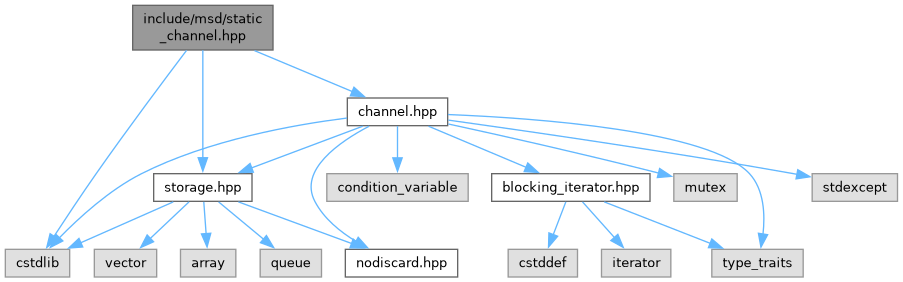 include/msd/static
_channel.hpp
channel.hpp
storage.hpp
condition_variable
blocking_iterator.hpp
mutex
stdexcept
cstdlib
vector
array
queue
nodiscard.hpp
cstddef
iterator
type_traits